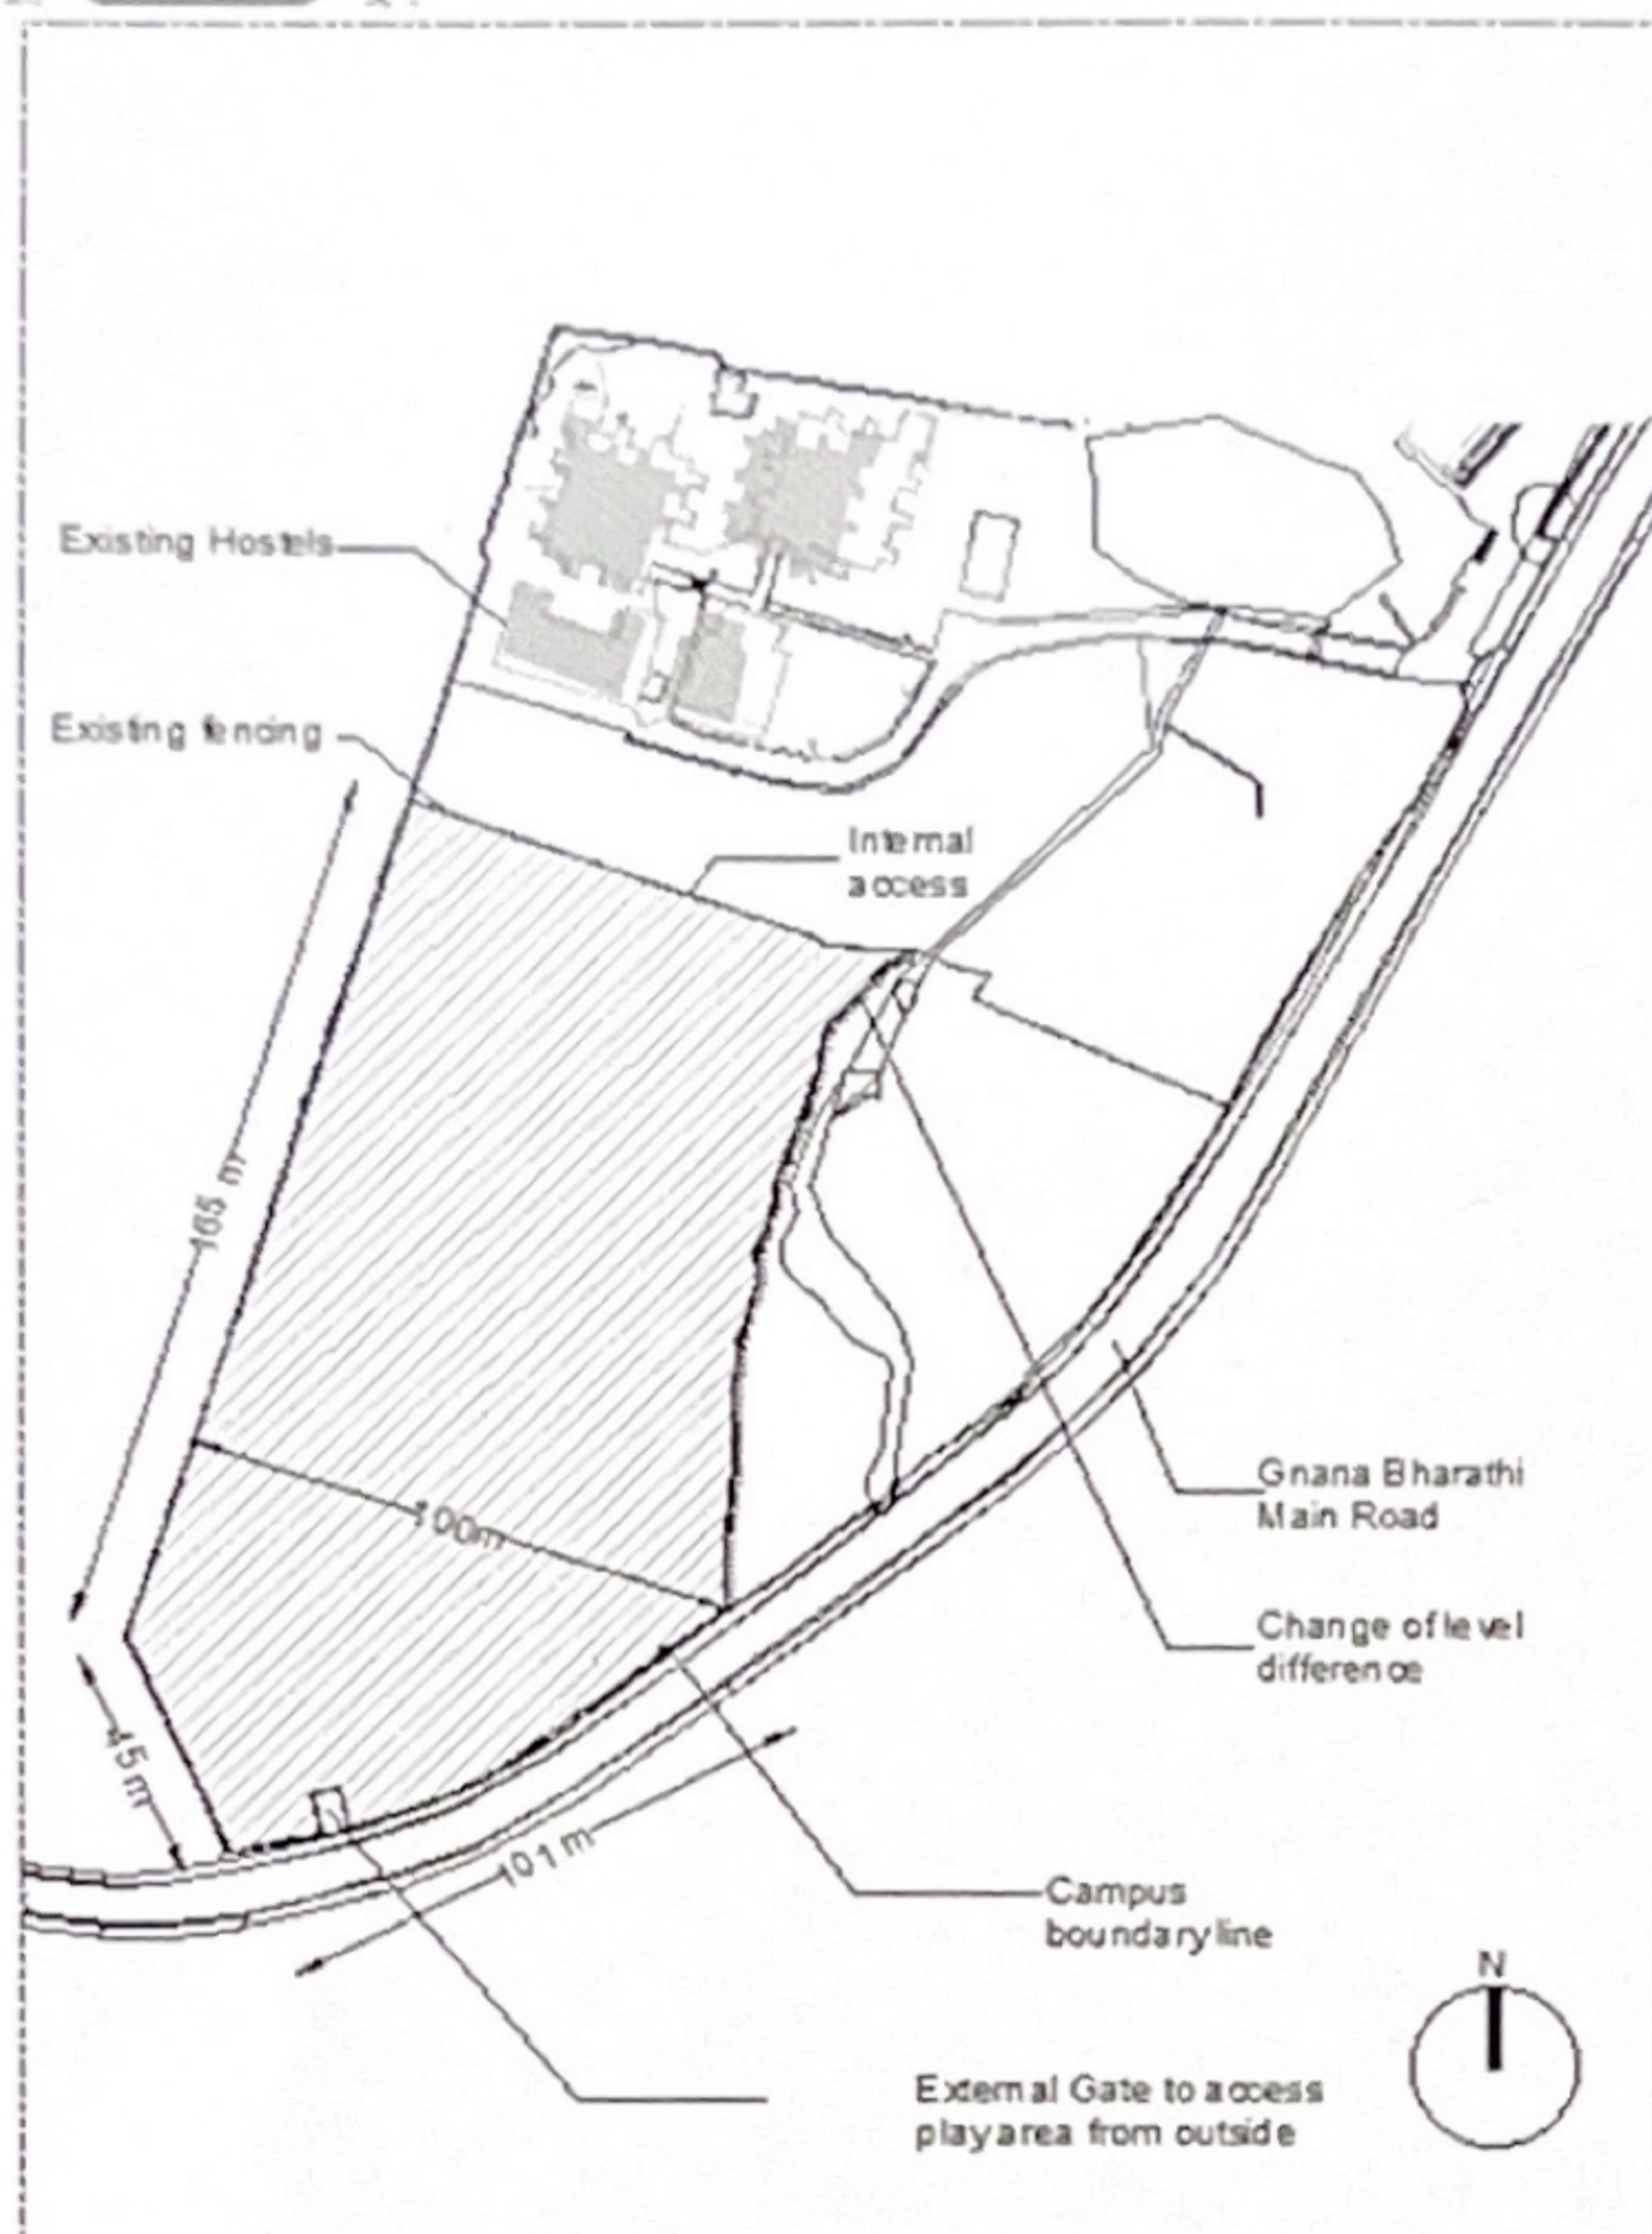 Existing Hostels
Existing fencing
Internal
access
165 m
100m
Gnana Bharathi
Main Road
Change of level
difference
45m
101 m
Campus
boundary line
N
External Gate to access
play area from outside